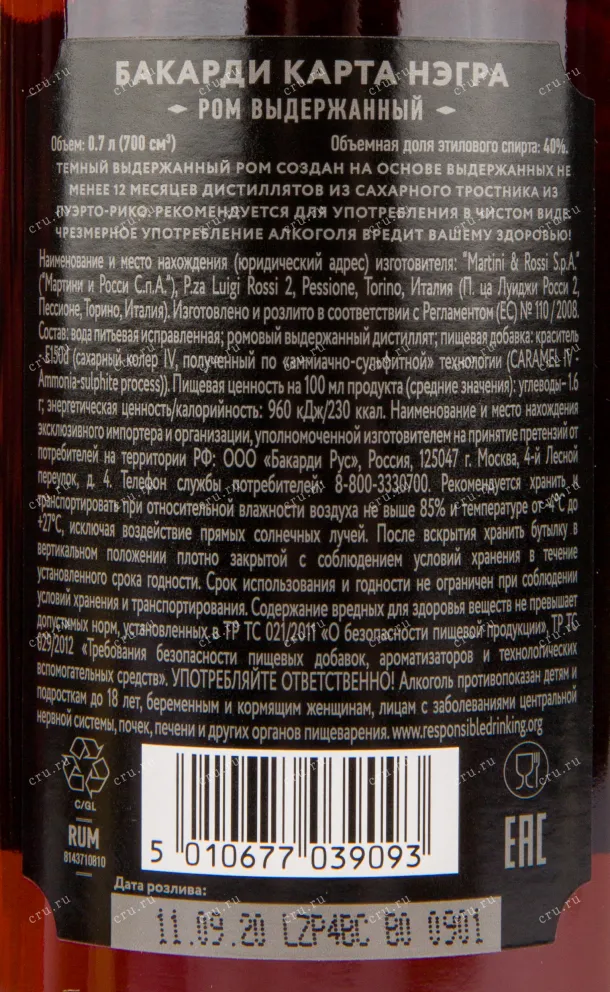 БАКАРДИ КАРТА НЭГРА
РОМ ВЫДЕРЖАННЫЙ
Объем: 0.7 л (700 см³) Объемная доля этилового спирта: 40%.
ТЕМНЫЙ ВЫДЕРЖАННЫЙ РОМ СОЗДАН НА ОСНОВЕ ВЫДЕРЖАННЫХ НЕ
МЕНЕЕ 12 МЕСЯЦЕВ ДИСТИЛЛЯТОВ ИЗ САХАРНОГО ТРОСТНИКА ИЗ
ПУЭРТО-РИКО. РЕКОМЕНДУЕТСЯ ДЛЯ УПОТРЕБЛЕНИЯ В ЧИСТОМ ВИДЕ.
ЧРЕЗМЕРНОЕ УПОТРЕБЛЕНИЕ АЛКОГОЛЯ ВРЕДИТ ВАШЕМУ ЗДОРОВЬЮ!
Наименование и место нахождения (юридический адрес) изготовителя: "Martini & Rossi S.p.A."
("Мартини и Росси С.п.А."), P.za Luigi Rossi 2, Pessione, Torino, Италия (П. ца Луиджи Росси 2,
Пессионе, Торино, Италия). Изготовлено и розлито в соответствии с Регламентом (ЕС) № 110/2008.
Состав: вода питьевая исправленная; ромовый выдержанный дистиллят; пищевая добавка: краситель
- E150d (сахарный колер IV, полученный по «аммиачно-сульфитной» технологии (CARAMEL IV -
Ammonia-sulphite process)). Пищевая ценность на 100 мл продукта (средние значения): углеводы- 1.6
г; энергетическая ценность/калорийность: 960 кДж/230 ккал. Наименование и место нахождения
эксклюзивного импортера и организации, уполномоченной изготовителем на принятие претензий от
потребителей на территории РФ: ООО «Бакарди Рус», Россия, 125047 г. Москва, 4-й Лесной
переулок, д. 4. Телефон службы потребителей: 8-800-3330700. Рекомендуется хранить и
транспортировать при относительной влажности воздуха не выше 85% и температуре от -4°С до
+27°С, исключая воздействие прямых солнечных лучей. После вскрытия хранить бутылку в
вертикальном положении плотно закрытой с соблюдением условий хранения в течение
установленного срока годности. Срок использования и годности не ограничен при соблюдении
условий хранения и транспортирования. Содержание вредных для здоровья веществ не превышает
допустимых норм, установленных в ТР ТС 021/2011 «О безопасности пищевой продукции», ТР ТС
029/2012 «Требования безопасности пищевых добавок, ароматизаторов и технологических
вспомогательных средств». УПОТРЕБЛЯЙТЕ ОТВЕТСТВЕННО! Алкоголь противопоказан детям и
подросткам до 18 лет, беременным и кормящим женщинам, лицам с заболеваниями центральной
нервной системы, почек, печени и других органов пищеварения. www.responsibledrinking.org
C/GL
RUM
8143710810
5 010677 039093
EAC
Дата розлива:
11.09.20 LZP4BC 80 0901
cru.ru